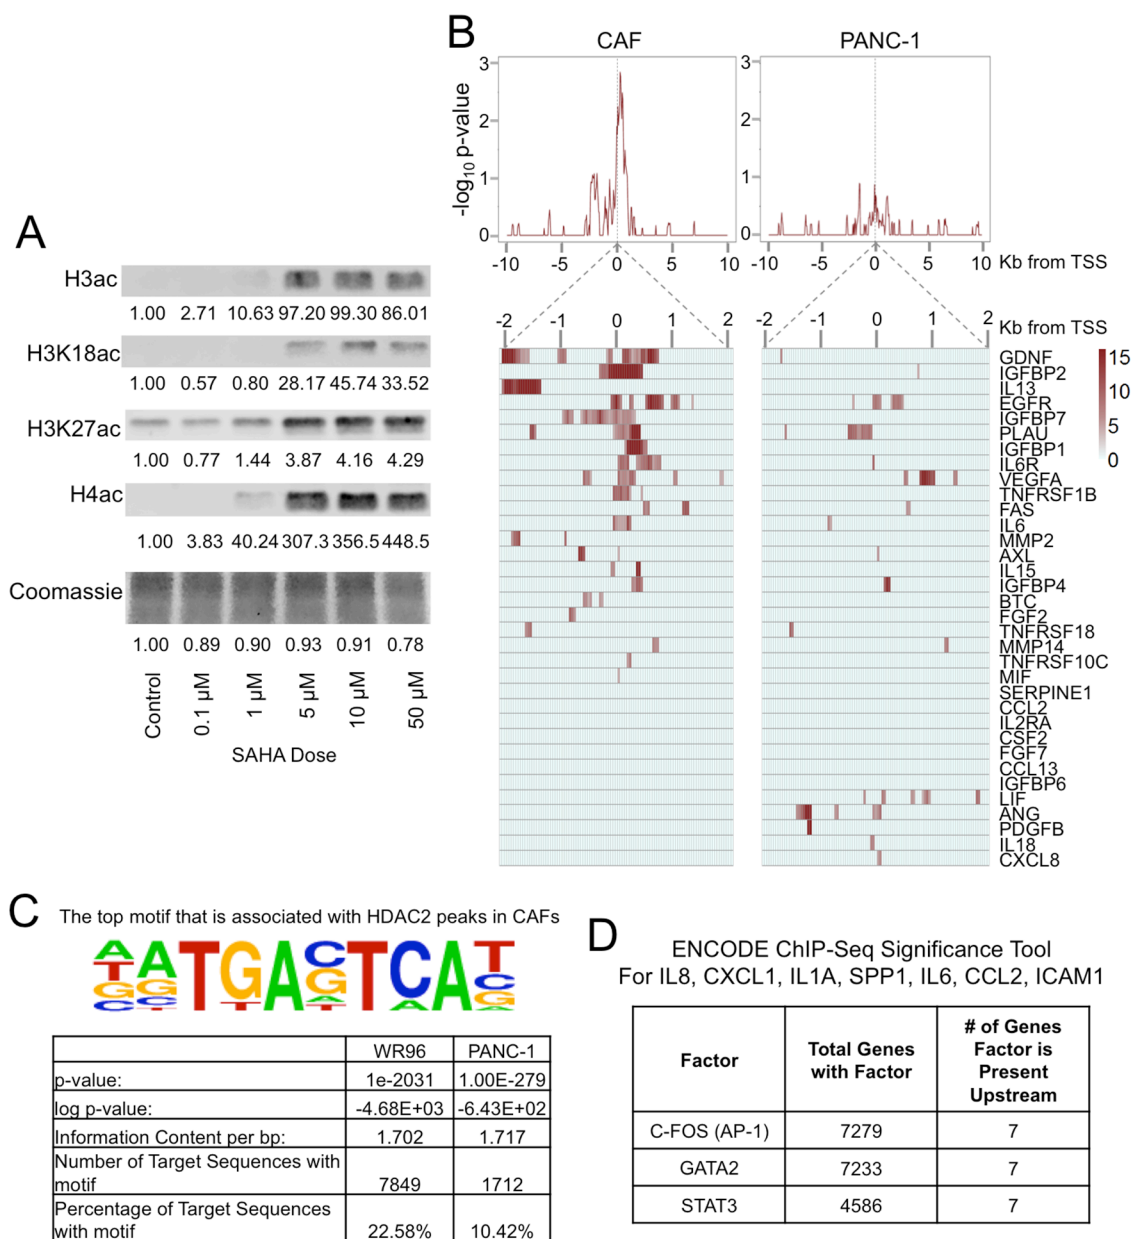 A
H3ac
1.00 2.71 10.63 97.20 99.30 86.01
H3K18ac
1.00 0.57 0.80 28.17 45.74 33.52
H3K27ac
1.00 0.77 1.44 3.87 4.16 4.29
H4ac
1.00 3.83 40.24 307.3 356.5 448.5
Coomassie
1.00 0.89 0.90 0.93 0.91 0.78
Control 0.1 µM 1 µM 5 µM 10 µM 50 µM
SAHA Dose
B
CAF PANC-1
-log10 p-value
3 3
2 2
1 1
0 0
-10 -5 0 5 10 -10 -5 0 5 10 Kb from TSS
-2 -1 0 1 2 -2 -1 0 1 2 Kb from TSS
GDNF
IGFBP2
IL13
EGFR
IGFBP7
PLAU
IGFBP1
IL6R
VEGFA
TNFRSF1B
FAS
IL6
MMP2
AXL
IL15
IGFBP4
BTC
FGF2
TNFRSF18
MMP14
TNFRSF10C
MIF
SERPINE1
CCL2
IL2RA
CSF2
FGF7
CCL13
IGFBP6
LIF
ANG
PDGFB
IL18
CXCL8
15
10
5
0
C
The top motif that is associated with HDAC2 peaks in CAFs
A A T G A C T C A T
T G G T A C
G C T T A G
C T A
WR96 PANC-1
p-value: 1e-2031 1.00E-279
log p-value: -4.68E+03 -6.43E+02
Information Content per bp: 1.702 1.717
Number of Target Sequences with
motif 7849 1712
Percentage of Target Sequences
with motif 22.58% 10.42%
D
ENCODE ChIP-Seq Significance Tool
For IL8, CXCL1, IL1A, SPP1, IL6, CCL2, ICAM1
Factor
Total Genes
with Factor
# of Genes
Factor is
Present
Upstream
C-FOS (AP-1) 7279 7
GATA2 7233 7
STAT3 4586 7